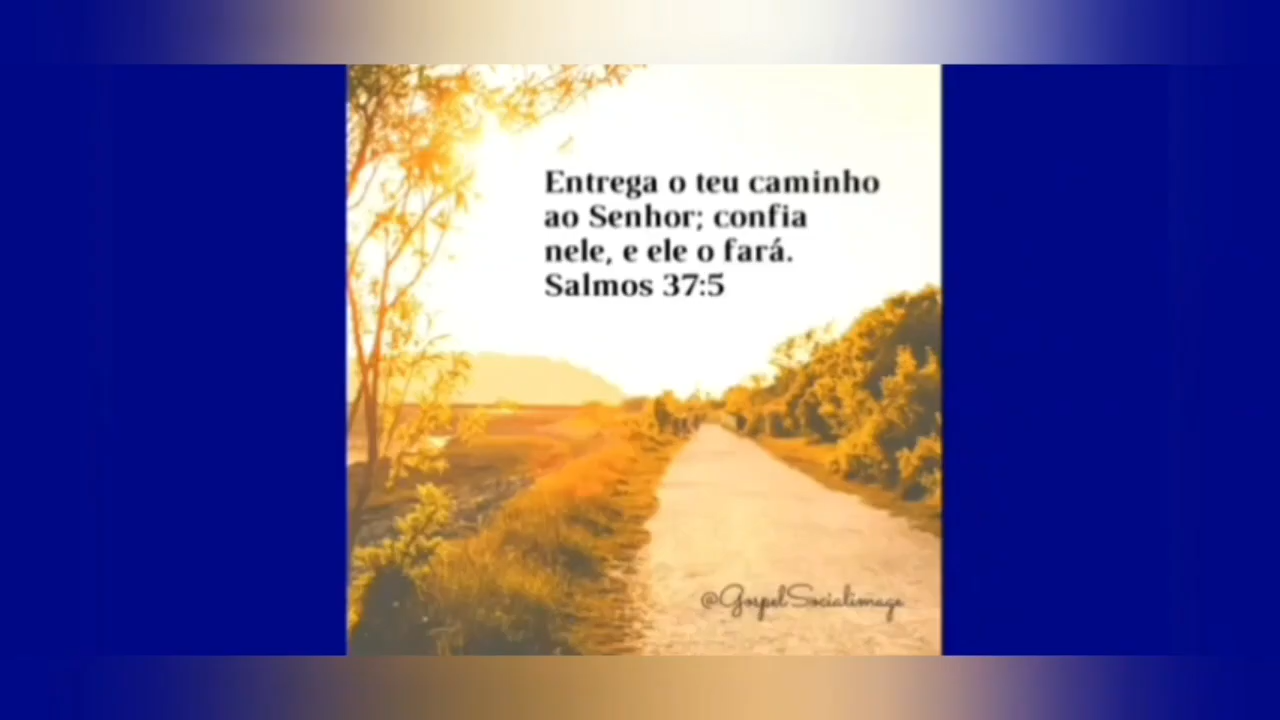 Entrega o teu caminho
ao Senhor; confia
nele, e ele o fará.
Salmos 37:5
@GospelSocialimage